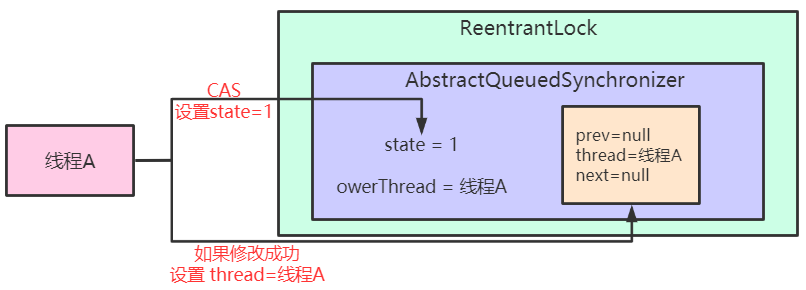 ReentrantLock
AbstractQueuedSynchronizer
CAS
设置state=1
线程A
state = 1
owerThread = 线程A
prev=null
thread=线程A
next=null
如果修改成功
设置 thread=线程A